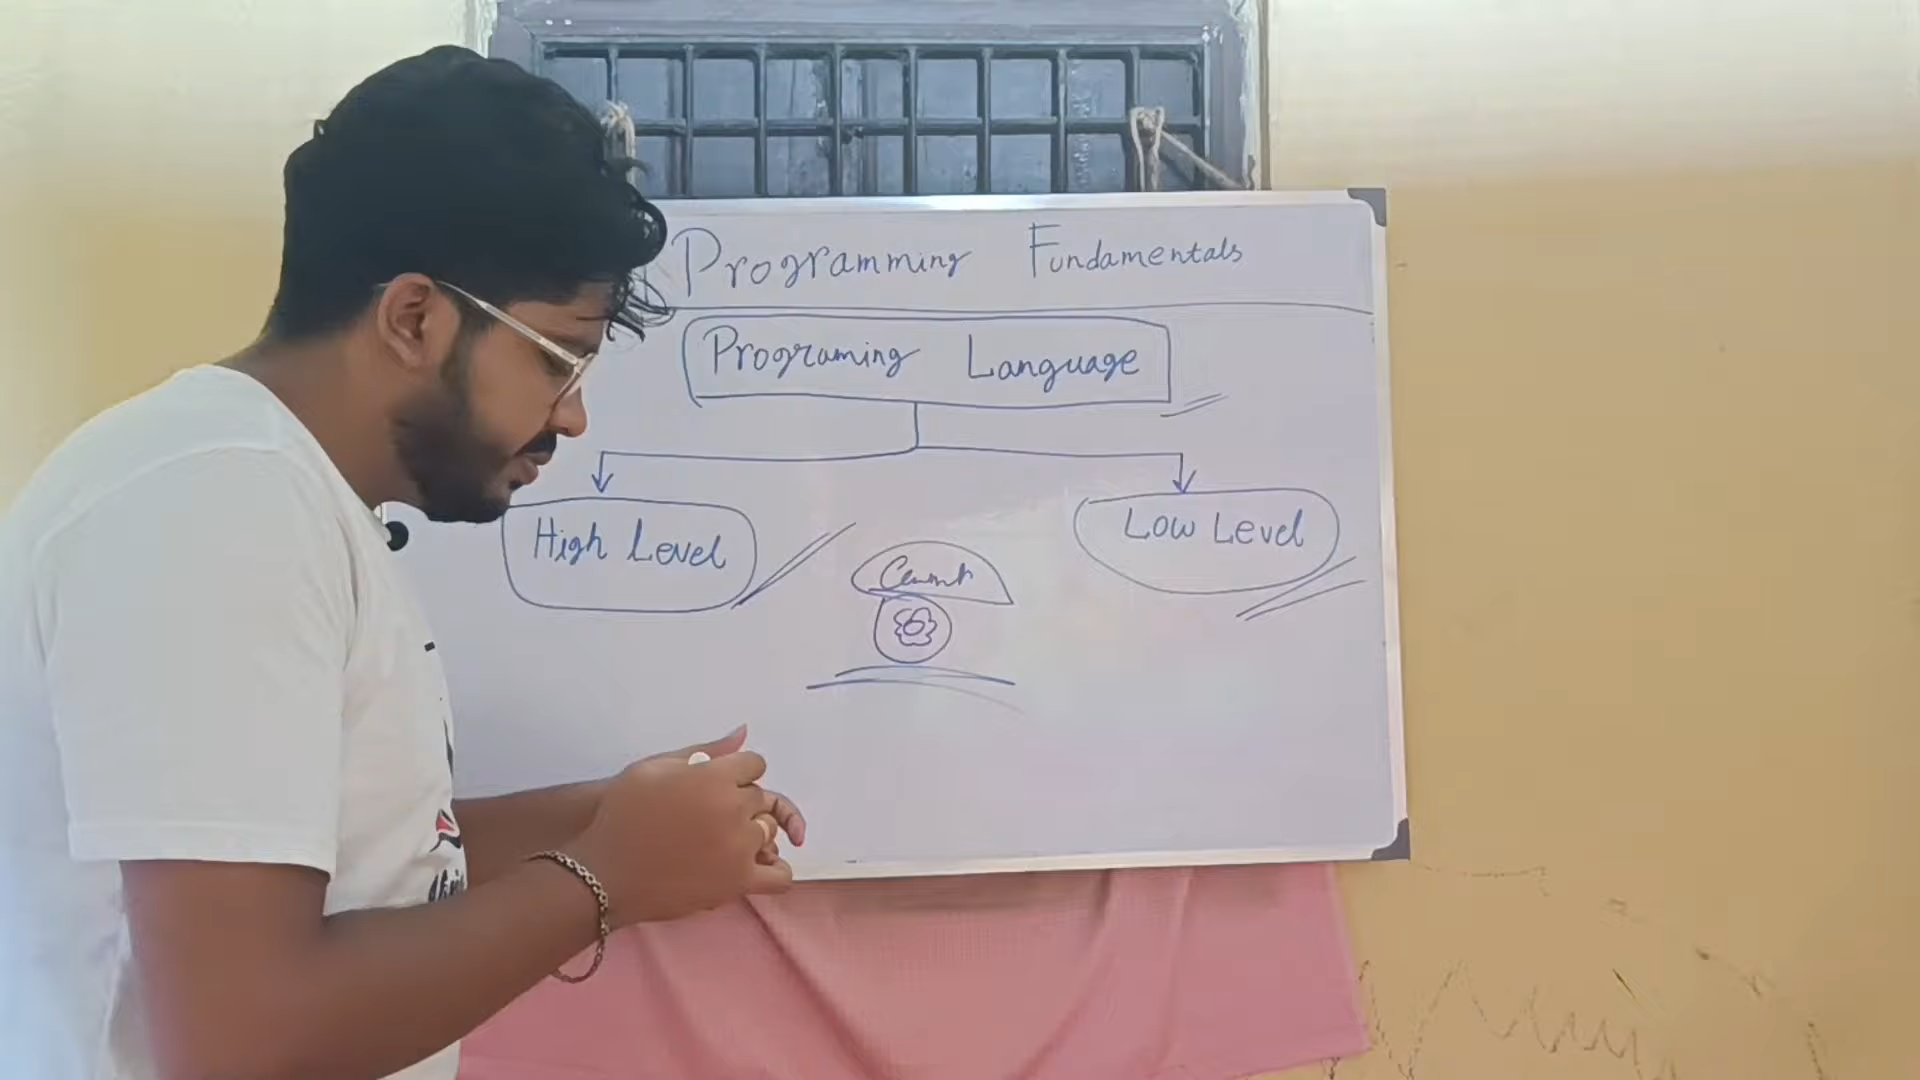 Programming Fundamentals
Programing Language
High Level
Low Level